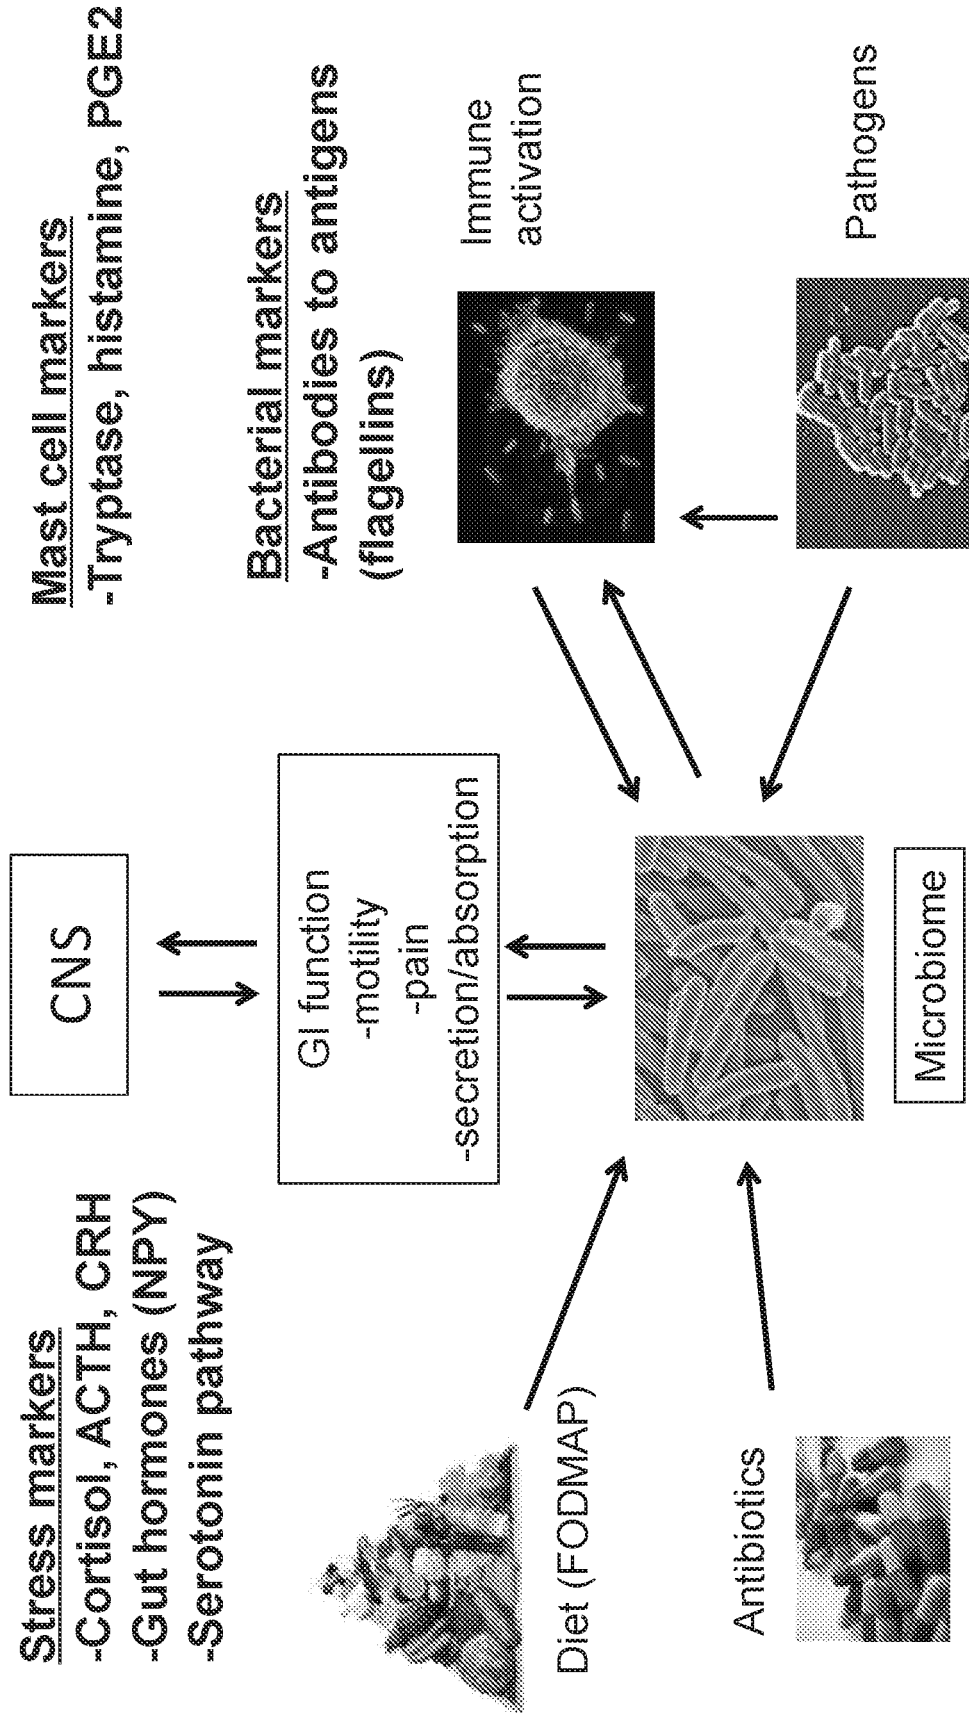 Stress markers
-Cortisol, ACTH, CRH
-Gut hormones (NPY)
-Serotonin pathway
CNS
Mast cell markers
-Tryptase, histamine, PGE2
GI function
-motility
-pain
-secretion/absorption
Bacterial markers
-Antibodies to antigens
(flagellins)
Immune
activation
Diet (FODMAP)
Antibiotics
Microbiome
Pathogens